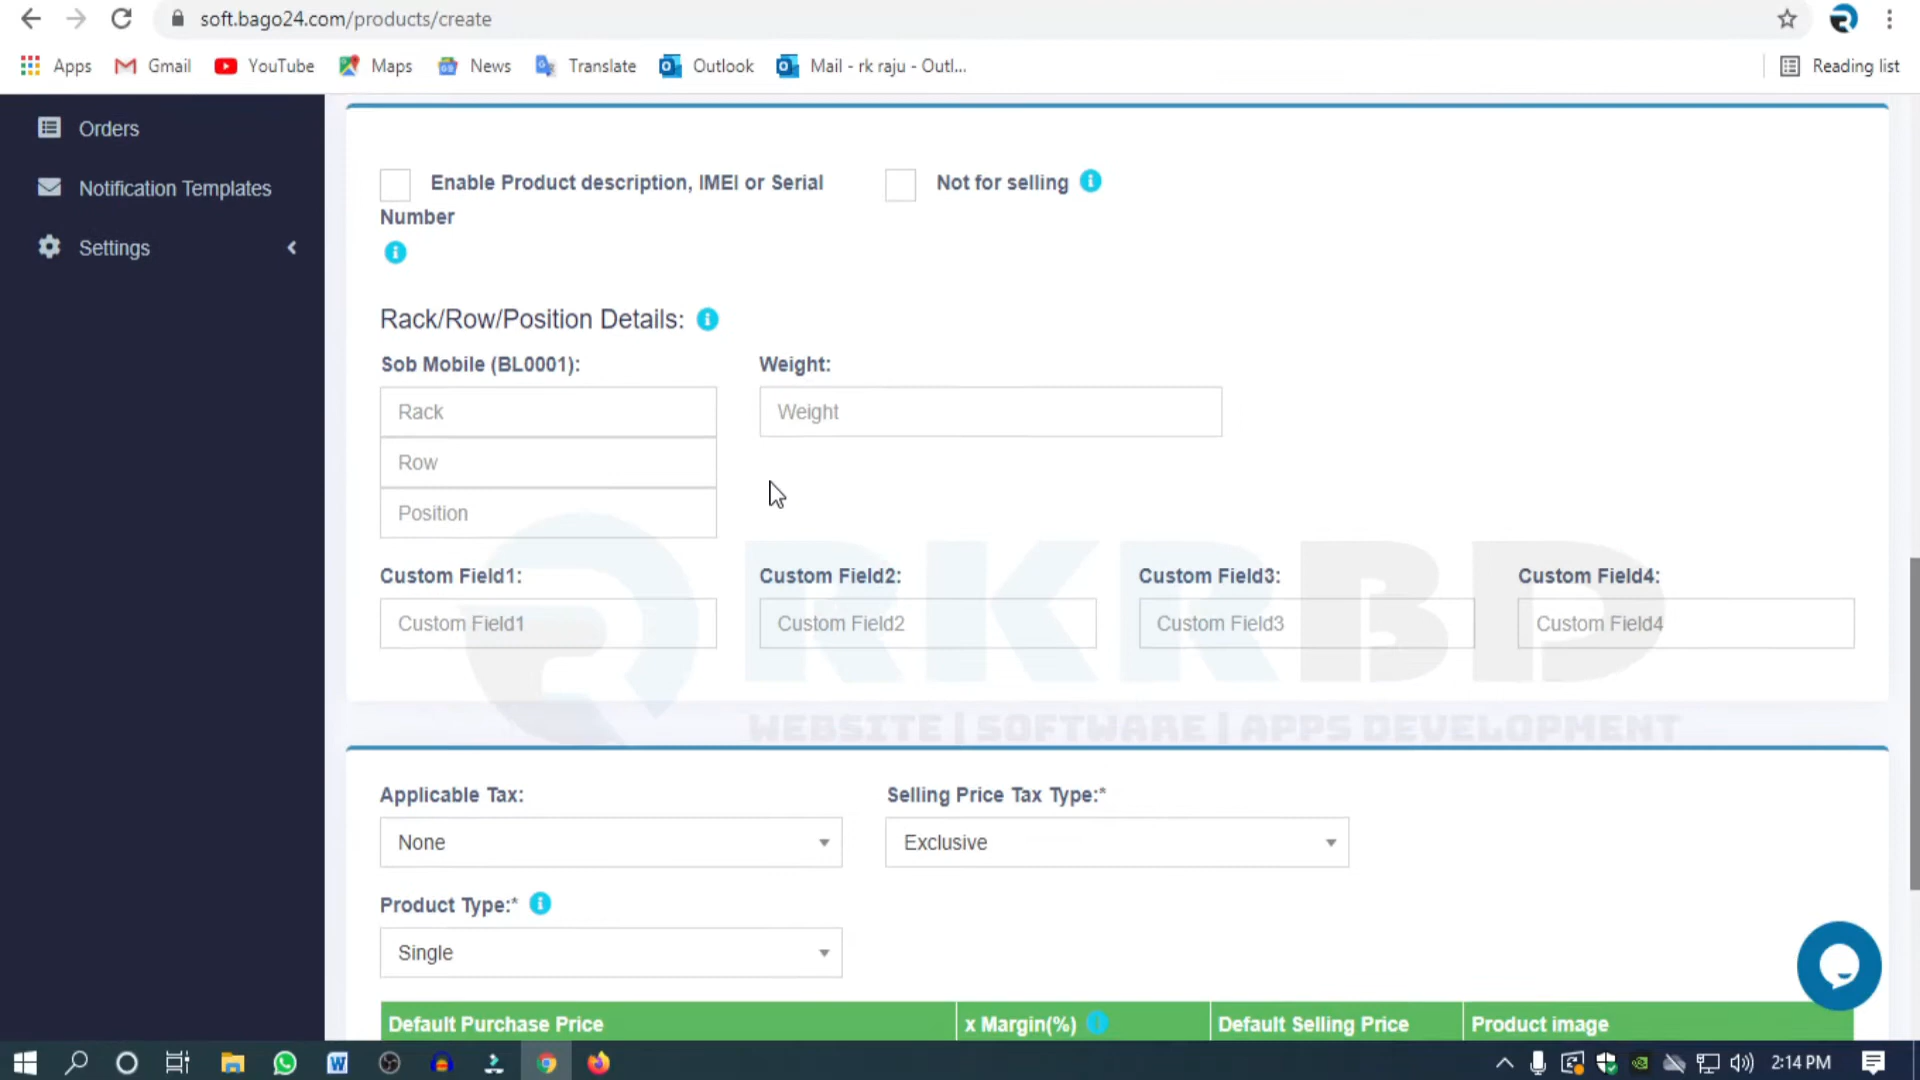 soft.bago24.com/products/create
Apps Gmail YouTube Maps News Translate Outlook Mail - rk raju - Outl... Reading list
Orders
Notification Templates
Settings
Enable Product description, IMEI or Serial Number
Not for selling
Rack/Row/Position Details:
Sob Mobile (BL0001):
Weight:
Rack
Weight
Row
Position
Custom Field1: Custom Field2: Custom Field3: Custom Field4:
Custom Field1 Custom Field2 Custom Field3 Custom Field4
RKRBD
WEBSITE | SOFTWARE | APPS DEVELOPMENT
Applicable Tax: Selling Price Tax Type:*
None Exclusive
Product Type:*
Single
Default Purchase Price x Margin(%) Default Selling Price Product image
2:14 PM